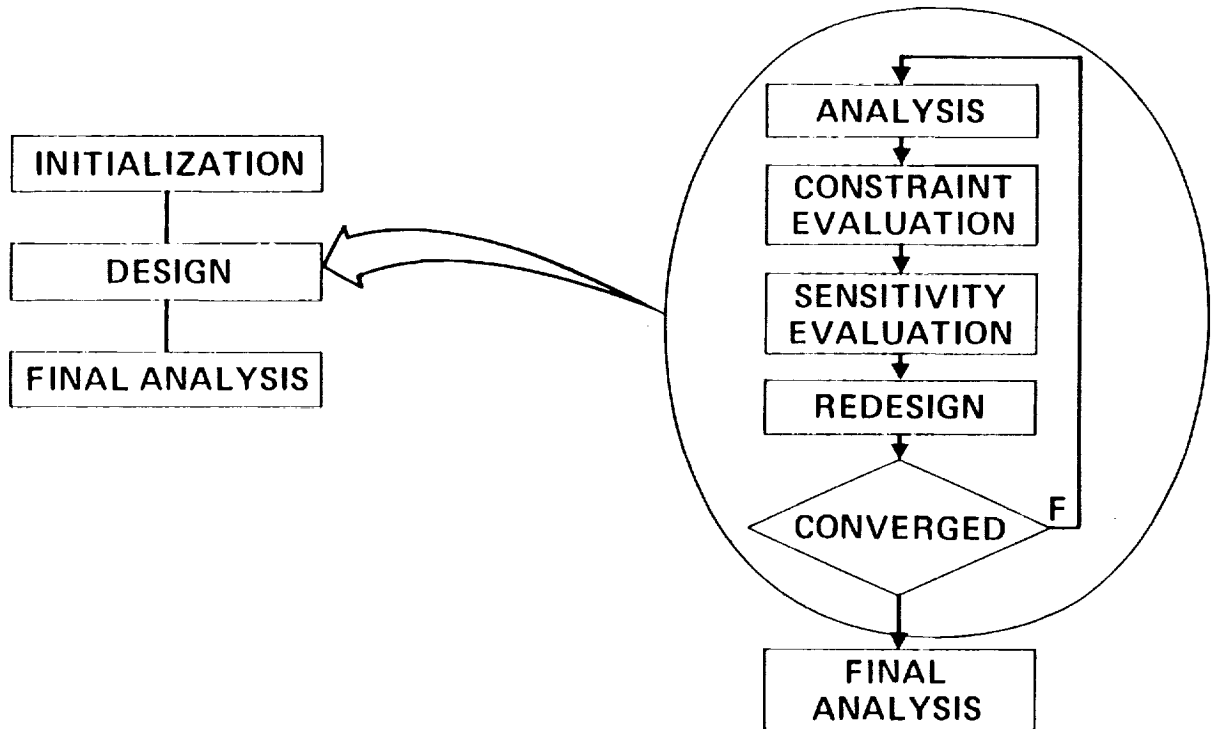 INITIALIZATION
DESIGN
FINAL ANALYSIS
ANALYSIS
CONSTRAINT
EVALUATION
SENSITIVITY
EVALUATION
REDESIGN
CONVERGED
F
FINAL
ANALYSIS